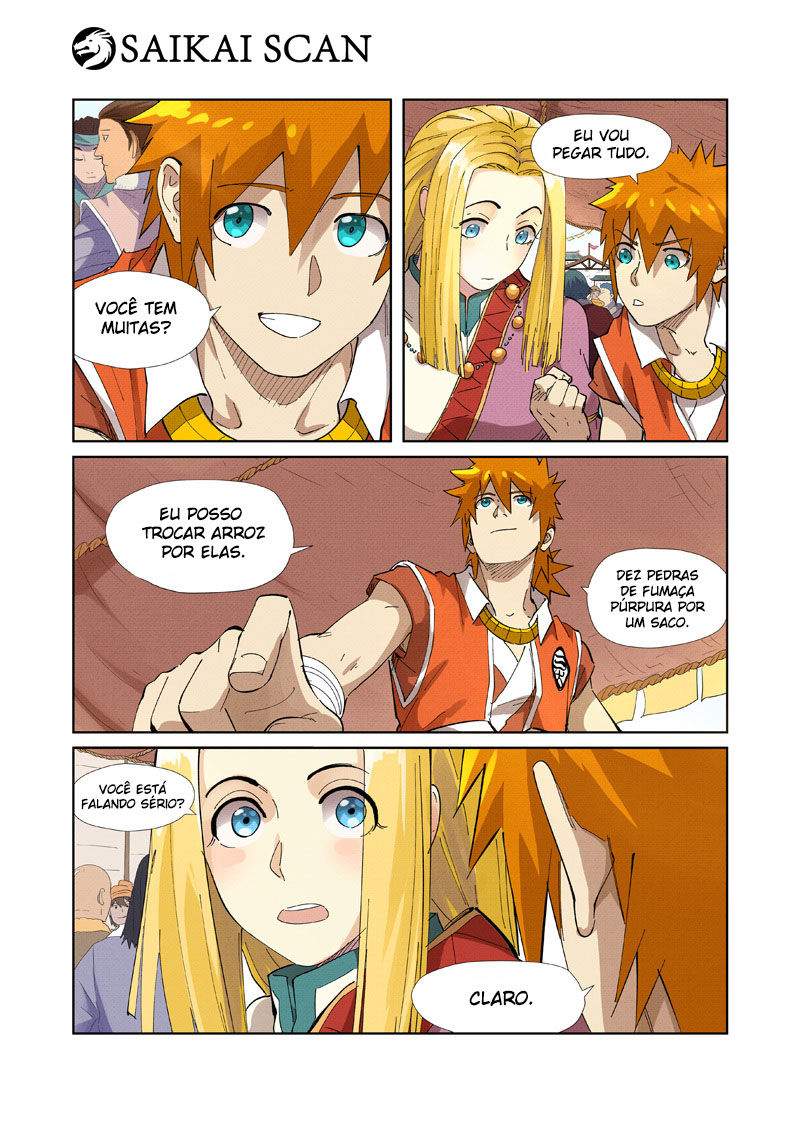 SAIKAI SCAN
VOCÊ TEM
MUITAS?
EU VOU
PEGAR TUDO.
EU POSSO
TROCAR ARROZ
POR ELAS.
DEZ PEDRAS
DE FUMAÇA
PÚRPURA POR
UM SACO.
VOCÊ ESTÁ
FALANDO SÉRIO?
CLARO.